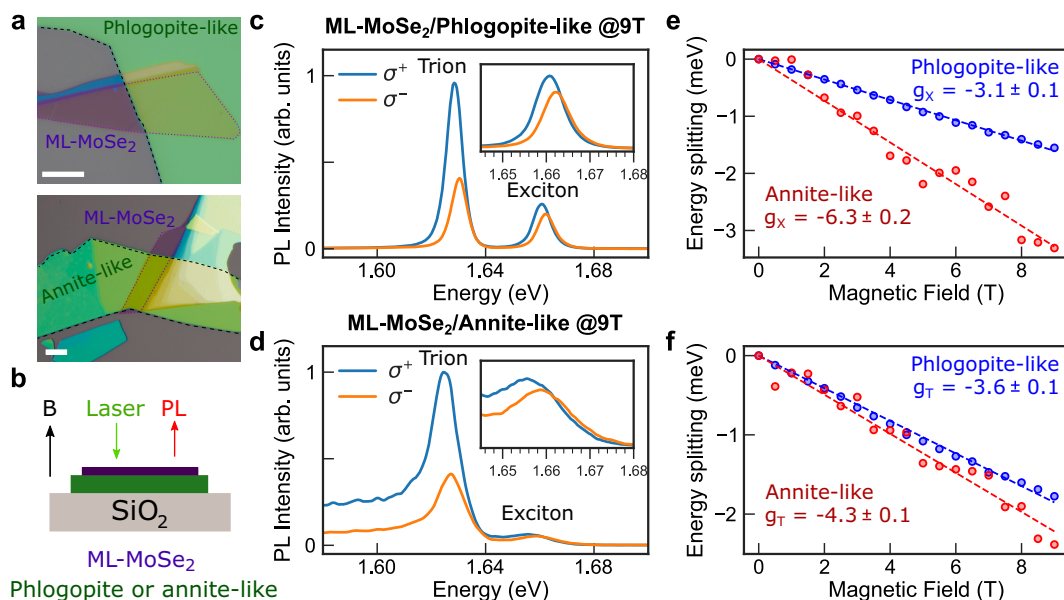 a
Phlogopite-like
ML-MoSe₂
ML-MoSe₂
Annite-like
b
B
Laser
PL
SiO₂
ML-MoSe₂
Phlogopite or annite-like
c
ML-MoSe₂/Phlogopite-like @9T
PL Intensity (arb. units)
1
0
σ⁺
σ⁻
Trion
Exciton
1.65 1.66 1.67 1.68
1.60 1.64 1.68
Energy (eV)
d
ML-MoSe₂/Annite-like @9T
PL Intensity (arb. units)
1
0
σ⁺
σ⁻
Trion
Exciton
1.65 1.66 1.67 1.68
1.60 1.64 1.68
Energy (eV)
e
Energy splitting (meV)
0
−1
−2
−3
Phlogopite-like
gX = -3.1 ± 0.1
Annite-like
gX = -6.3 ± 0.2
0 2 4 6 8
Magnetic Field (T)
f
Energy splitting (meV)
0
−1
−2
Phlogopite-like
gT = -3.6 ± 0.1
Annite-like
gT = -4.3 ± 0.1
0 2 4 6 8
Magnetic Field (T)